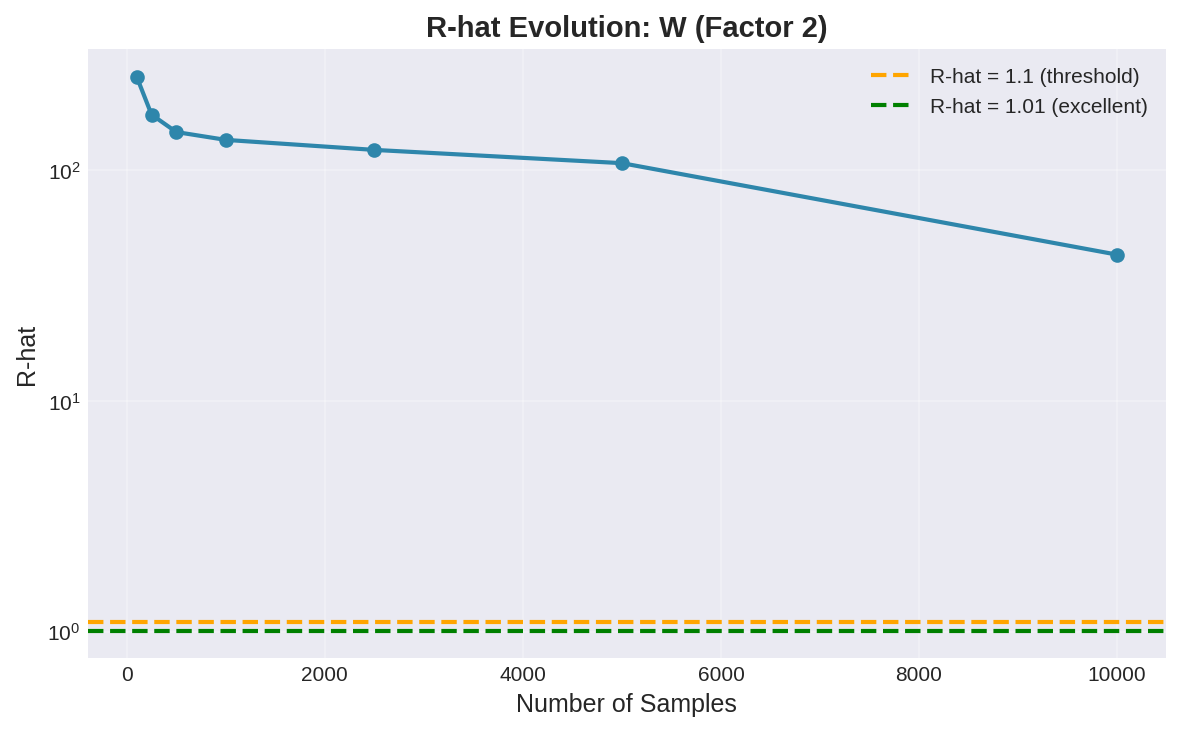 R-hat Evolution: W (Factor 2)
R-hat = 1.1 (threshold)
R-hat = 1.01 (excellent)
10²
10¹
10⁰
R-hat
0 2000 4000 6000 8000 10000
Number of Samples